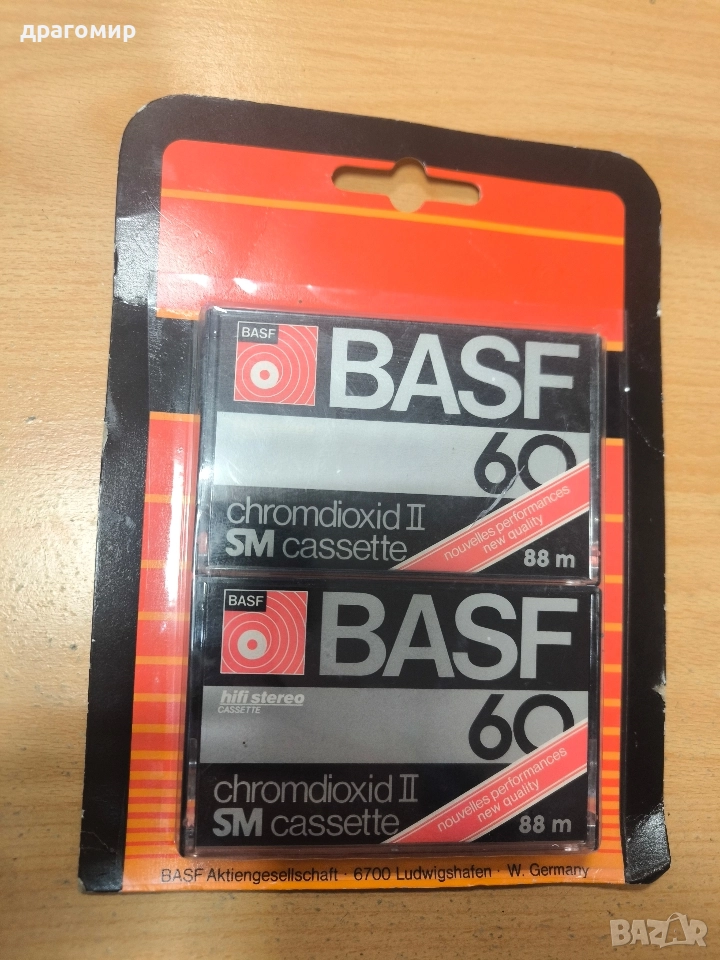 драгомир
BASF
BASF
60
chromdioxid II
SM cassette
nouvelles performances
new quality
88 m
BASF
BASF
hifi stereo
CASSETTE
60
chromdioxid II
SM cassette
nouvelles performances
new quality
88 m
BASF Aktiengesellschaft · 6700 Ludwigshafen · W. Germany
BAZAR